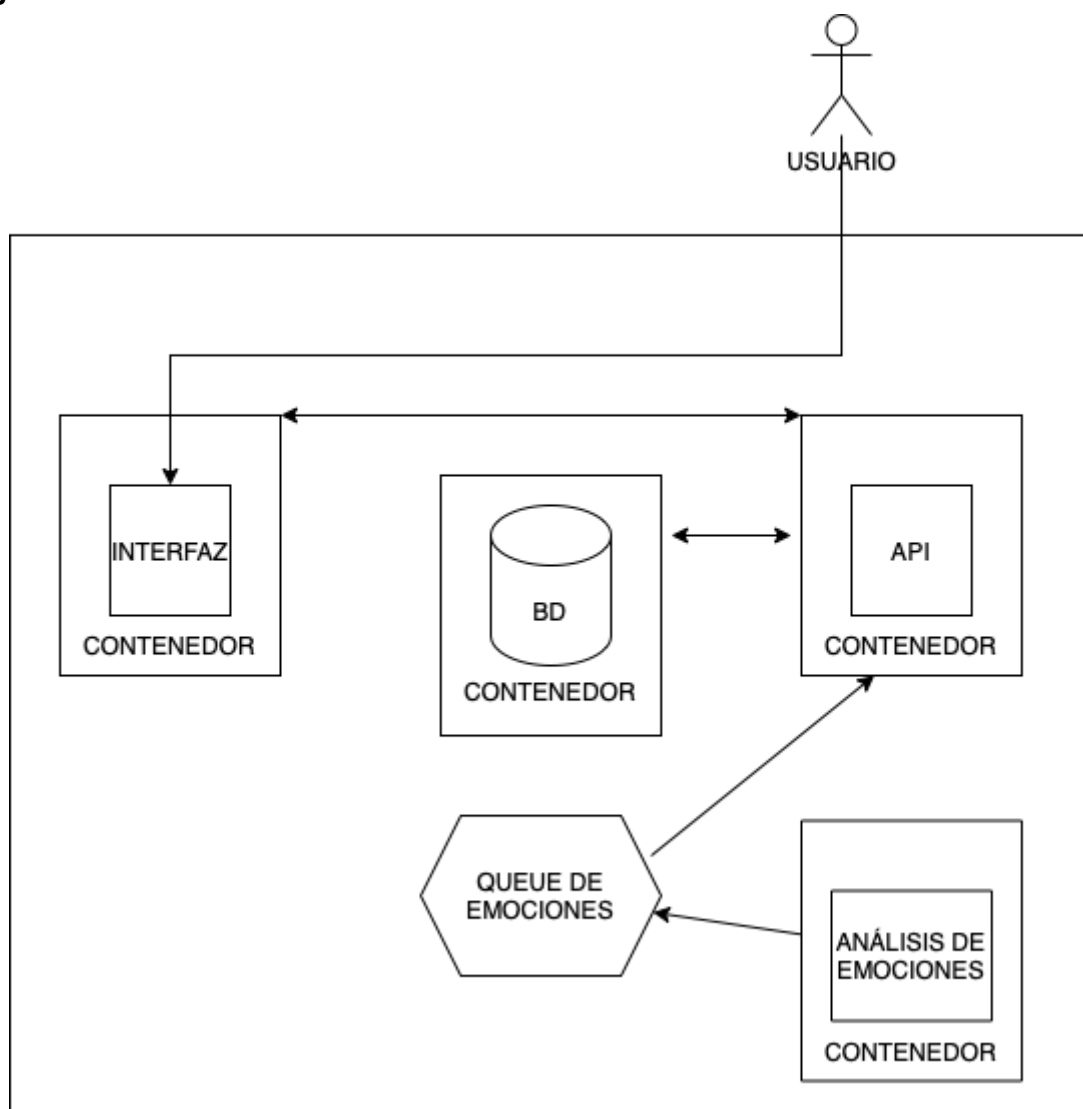 USUARIO
INTERFAZ
CONTENEDOR
BD
CONTENEDOR
API
CONTENEDOR
QUEUE DE
EMOCIONES
ANÁLISIS DE
EMOCIONES
CONTENEDOR